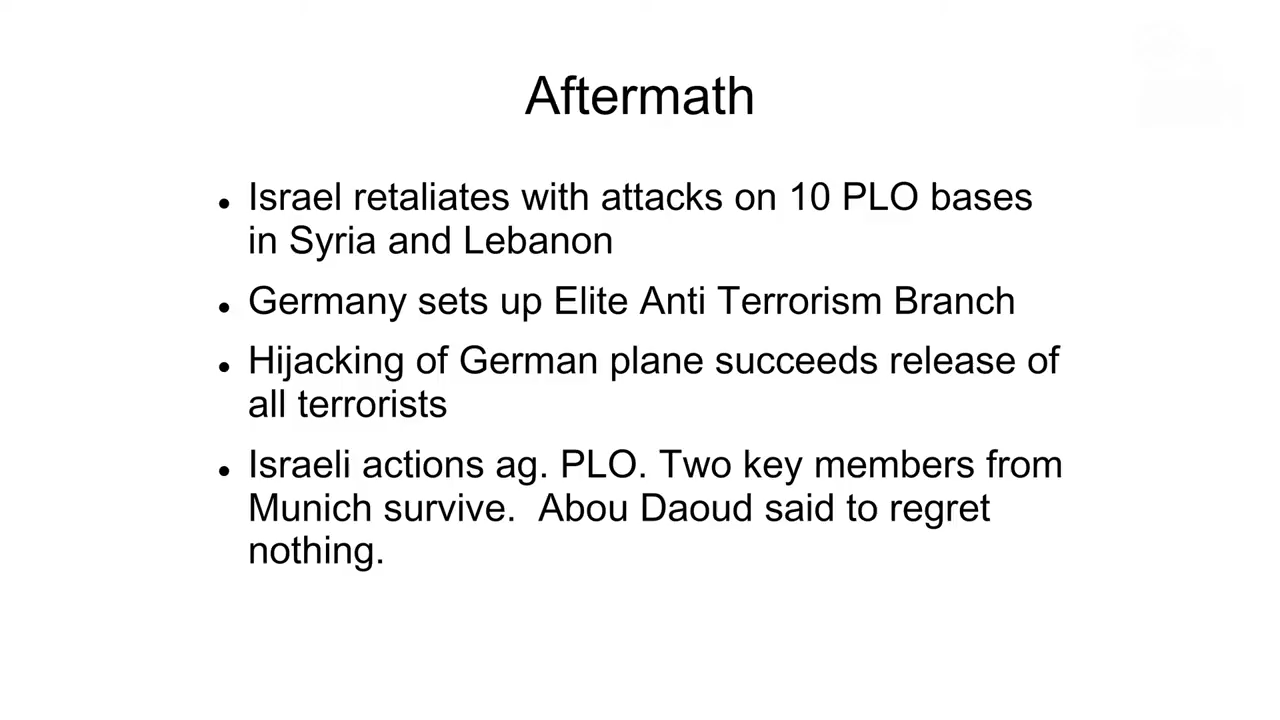 Aftermath
• Israel retaliates with attacks on 10 PLO bases
in Syria and Lebanon
• Germany sets up Elite Anti Terrorism Branch
• Hijacking of German plane succeeds release of
all terrorists
• Israeli actions ag. PLO. Two key members from
Munich survive.  Abou Daoud said to regret
nothing.